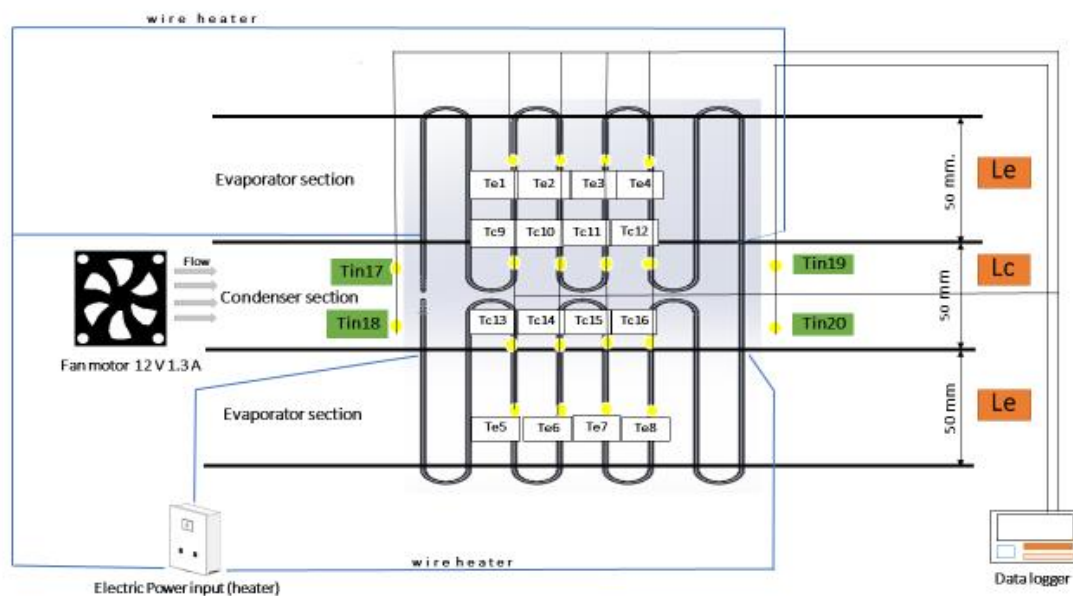 wire heater
Evaporator section
Te1 Te2 Te3 Te4
50 mm.
Le
Tc9 Tc10 Tc11 Tc12
Flow
Tin17
Tin19
Condenser section
50 mm
Lc
Tin18
Tc13 Tc14 Tc15 Tc16
Tin20
Fan motor 12 V 1.3 A
Evaporator section
Te5 Te6 Te7 Te8
50 mm
Le
wire heater
Electric Power input (heater)
Data logger